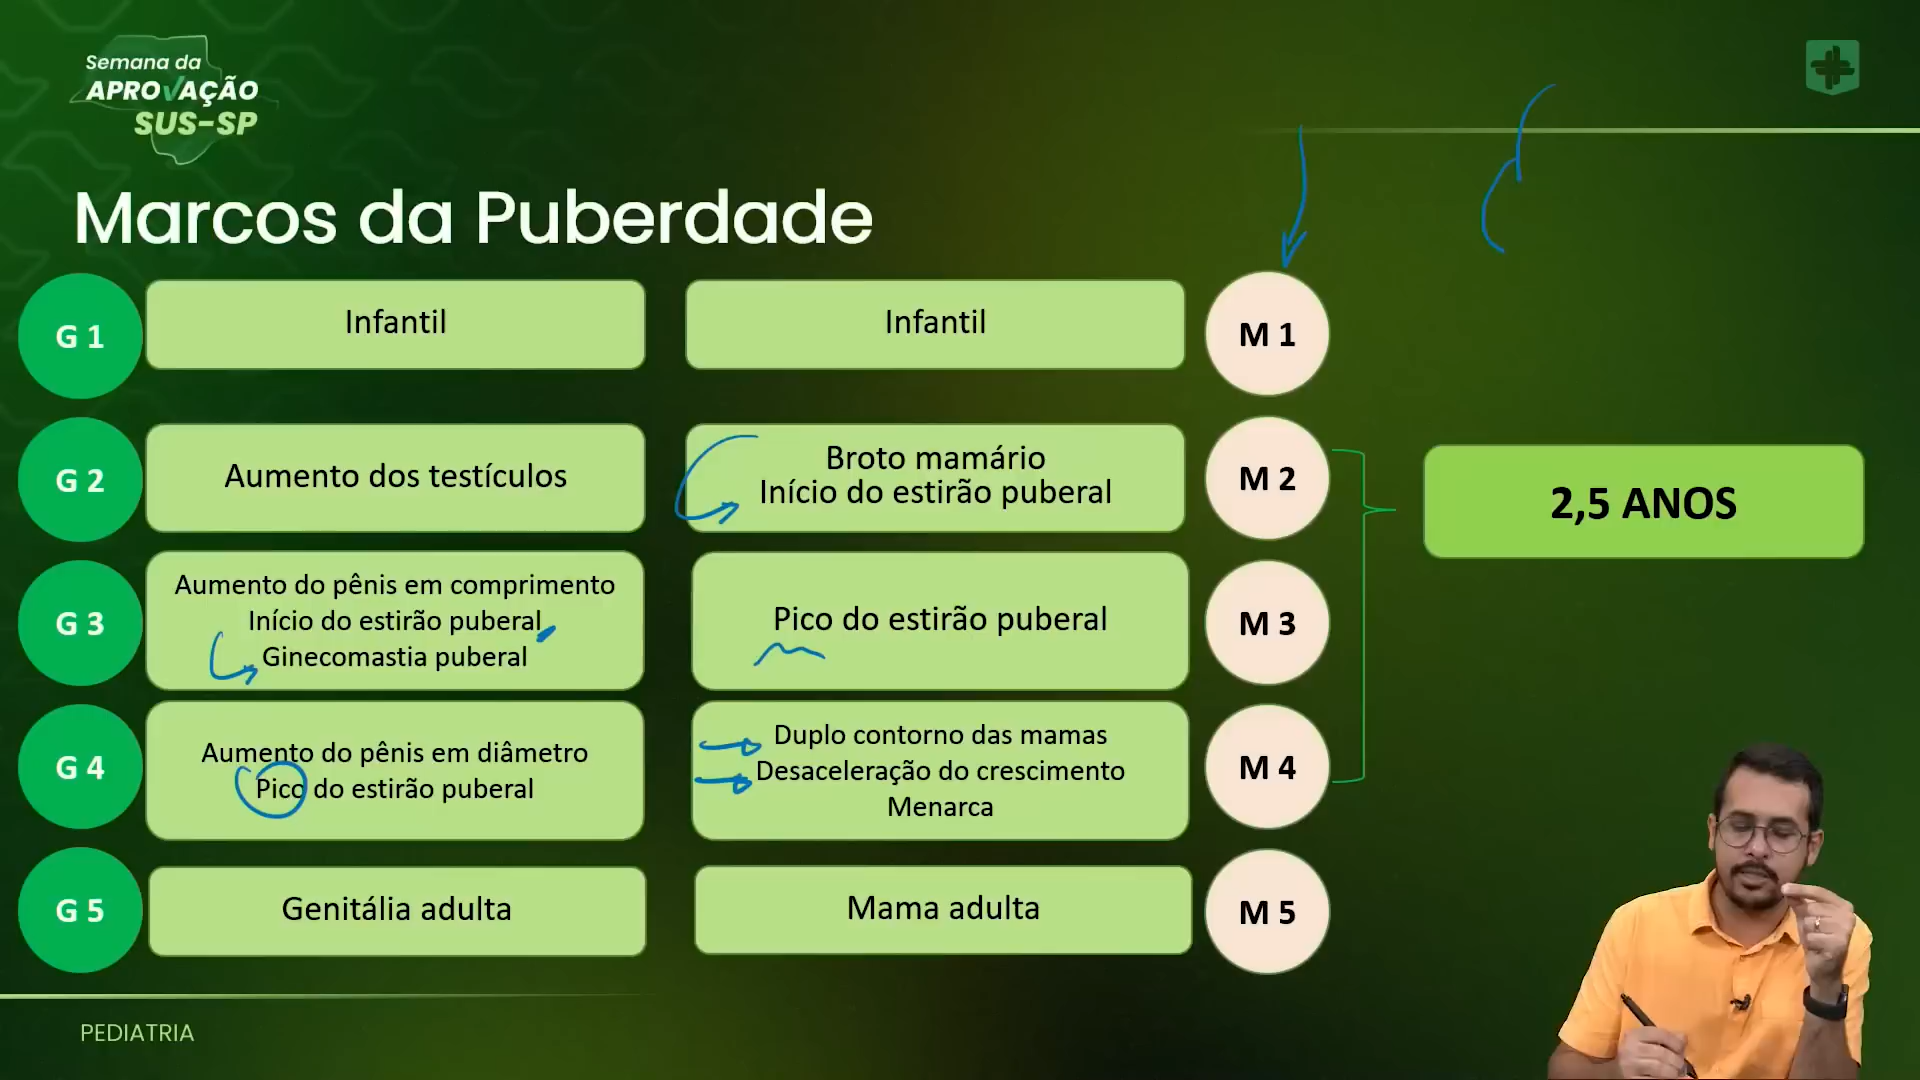 Semana da
APROVAÇÃO
SUS-SP
Marcos da Puberdade
G 1
Infantil
Infantil
M 1
G 2
Aumento dos testículos
Broto mamário
Início do estirão puberal
M 2
2,5 ANOS
G 3
Aumento do pênis em comprimento
Início do estirão puberal
Ginecomastia puberal
Pico do estirão puberal
M 3
G 4
Aumento do pênis em diâmetro
Pico do estirão puberal
Duplo contorno das mamas
Desaceleração do crescimento
Menarca
M 4
G 5
Genitália adulta
Mama adulta
M 5
PEDIATRIA